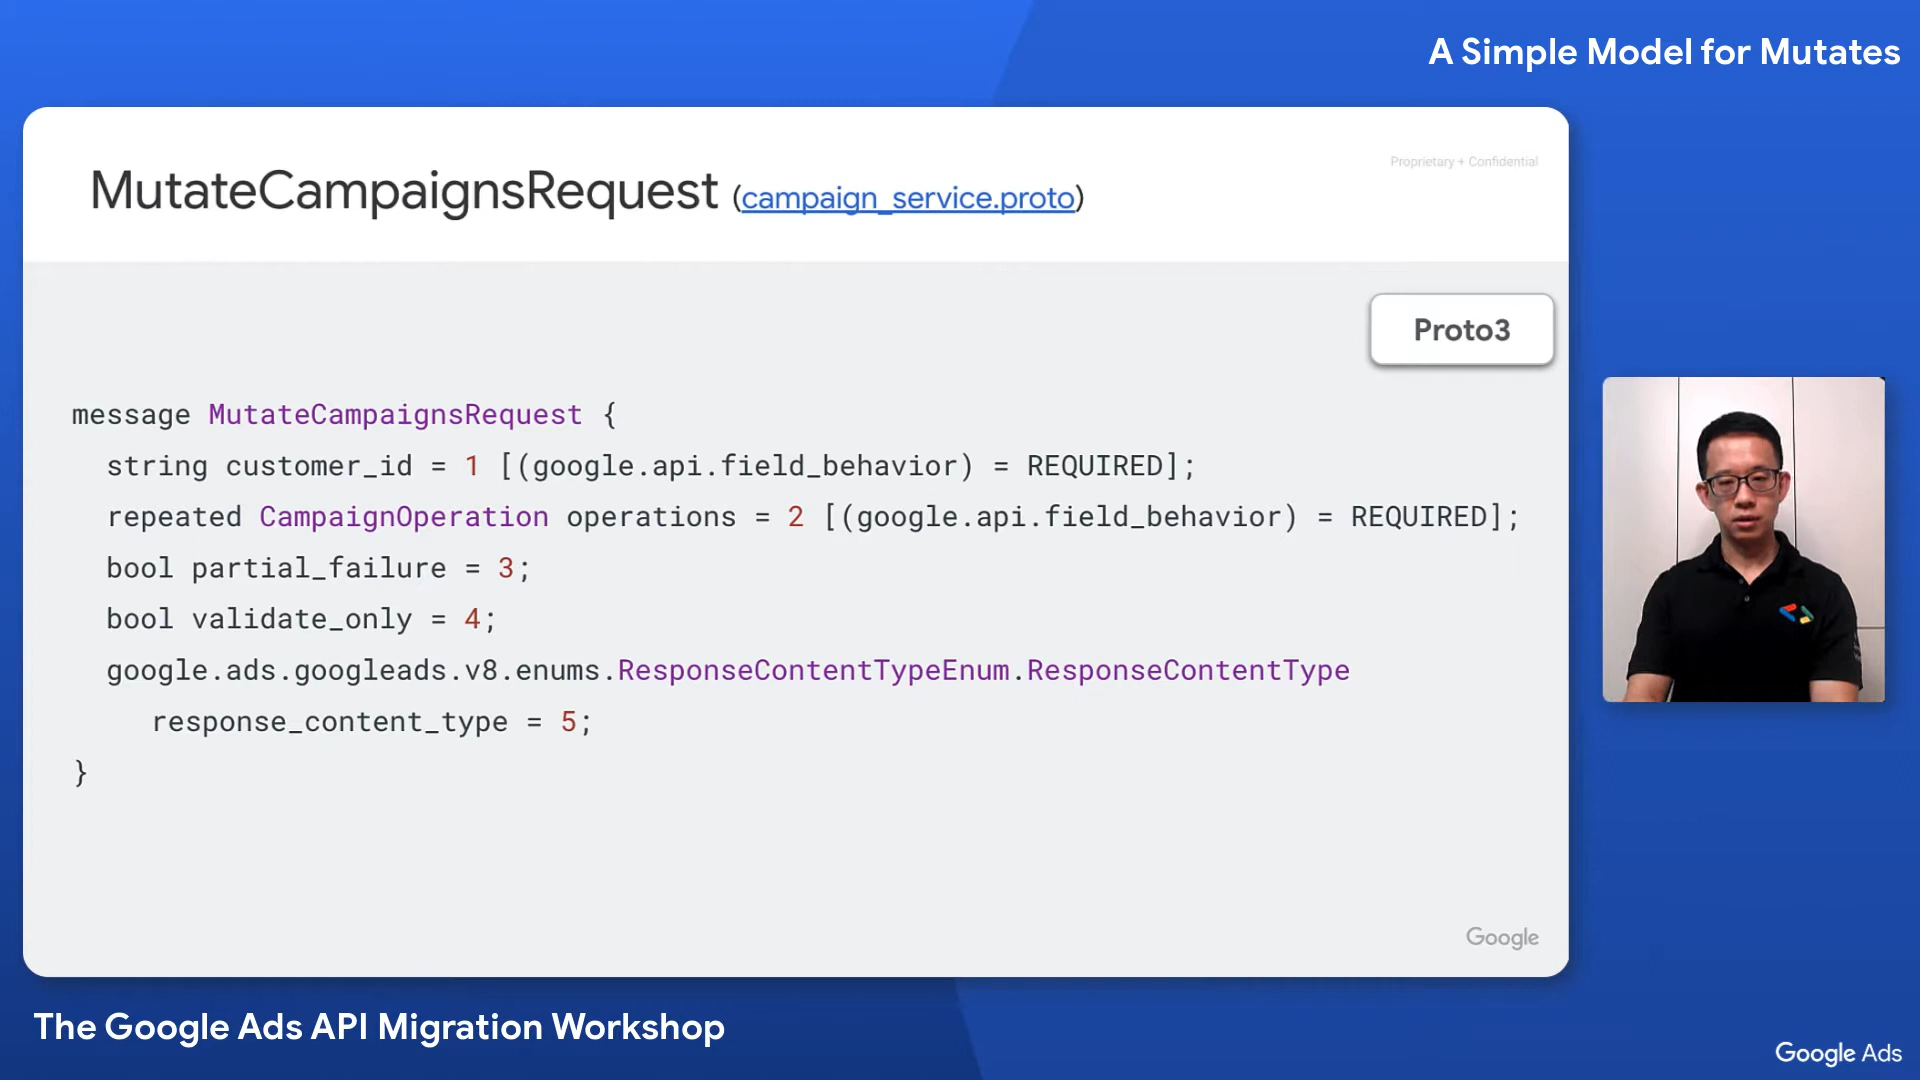 A Simple Model for Mutates
MutateCampaignsRequest (campaign_service.proto)
Proprietary + Confidential
Proto3
message MutateCampaignsRequest {
string customer_id = 1 [(google.api.field_behavior) = REQUIRED];
repeated CampaignOperation operations = 2 [(google.api.field_behavior) = REQUIRED];
bool partial_failure = 3;
bool validate_only = 4;
google.ads.googleads.v8.enums.ResponseContentTypeEnum.ResponseContentType
response_content_type = 5;
}
Google
The Google Ads API Migration Workshop
Google Ads